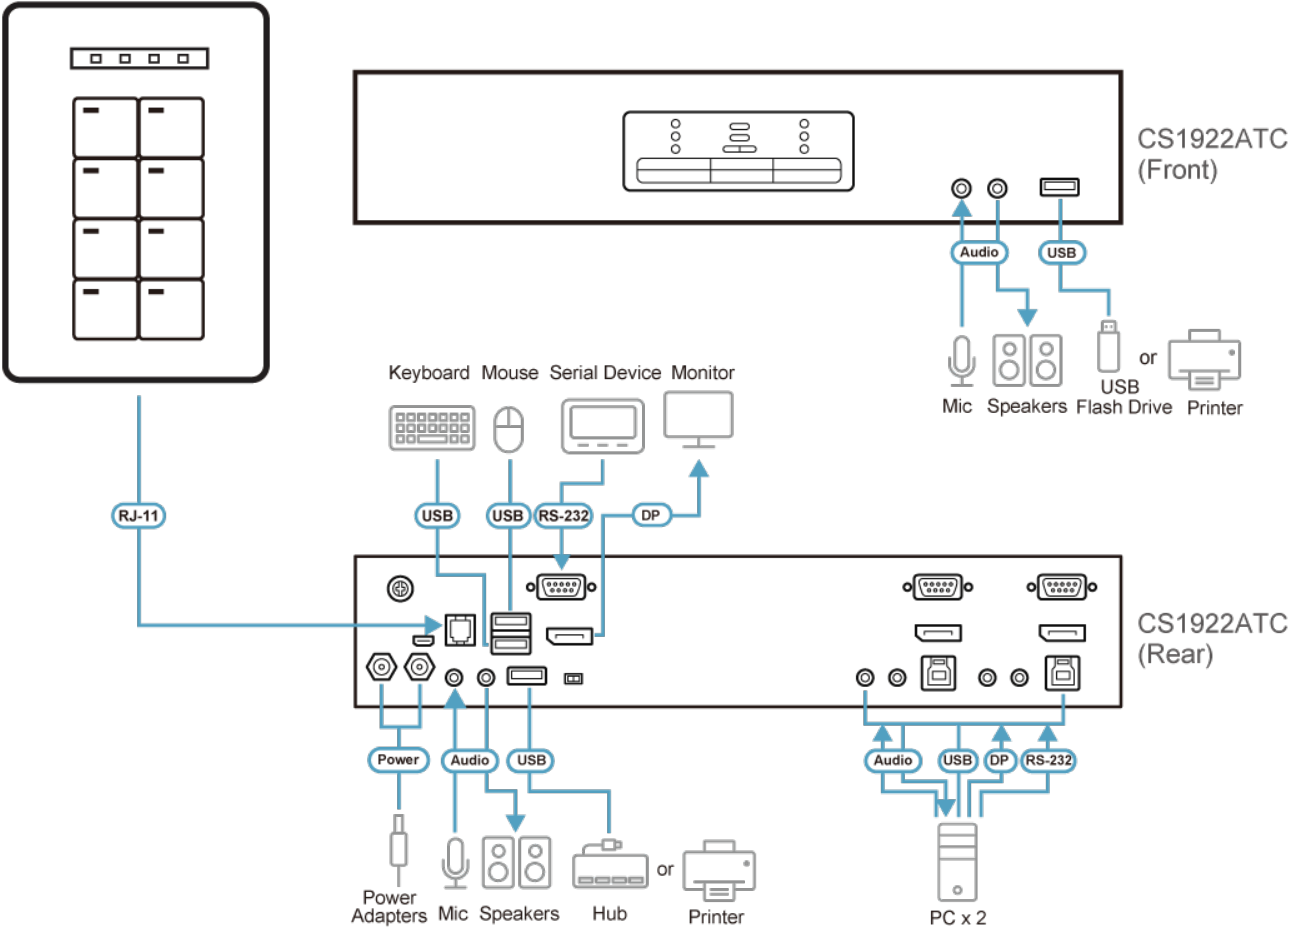 CS1922ATC
(Front)
Audio
USB
Mic
Speakers
USB
Flash Drive
or
Printer
Keyboard
Mouse
Serial Device
Monitor
RJ-11
USB
USB
RS-232
DP
CS1922ATC
(Rear)
Power
Audio
USB
Audio
USB
DP
RS-232
Power
Adapters
Mic
Speakers
Hub
or
Printer
PC x 2